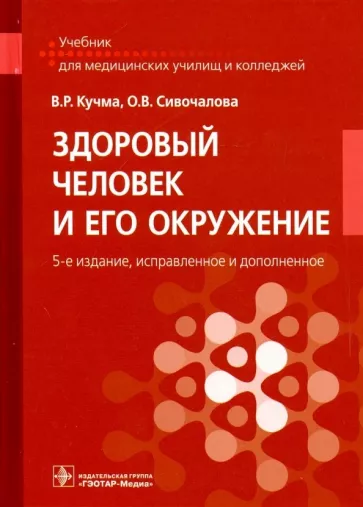 Учебник
для медицинских училищ и колледжей
В.Р. Кучма, О.В. Сивочалова
ЗДОРОВЫЙ
ЧЕЛОВЕК
И ЕГО ОКРУЖЕНИЕ
5-е издание, исправленное и дополненное
ИЗДАТЕЛЬСКАЯ ГРУППА
«ГЭОТАР-Медиа»